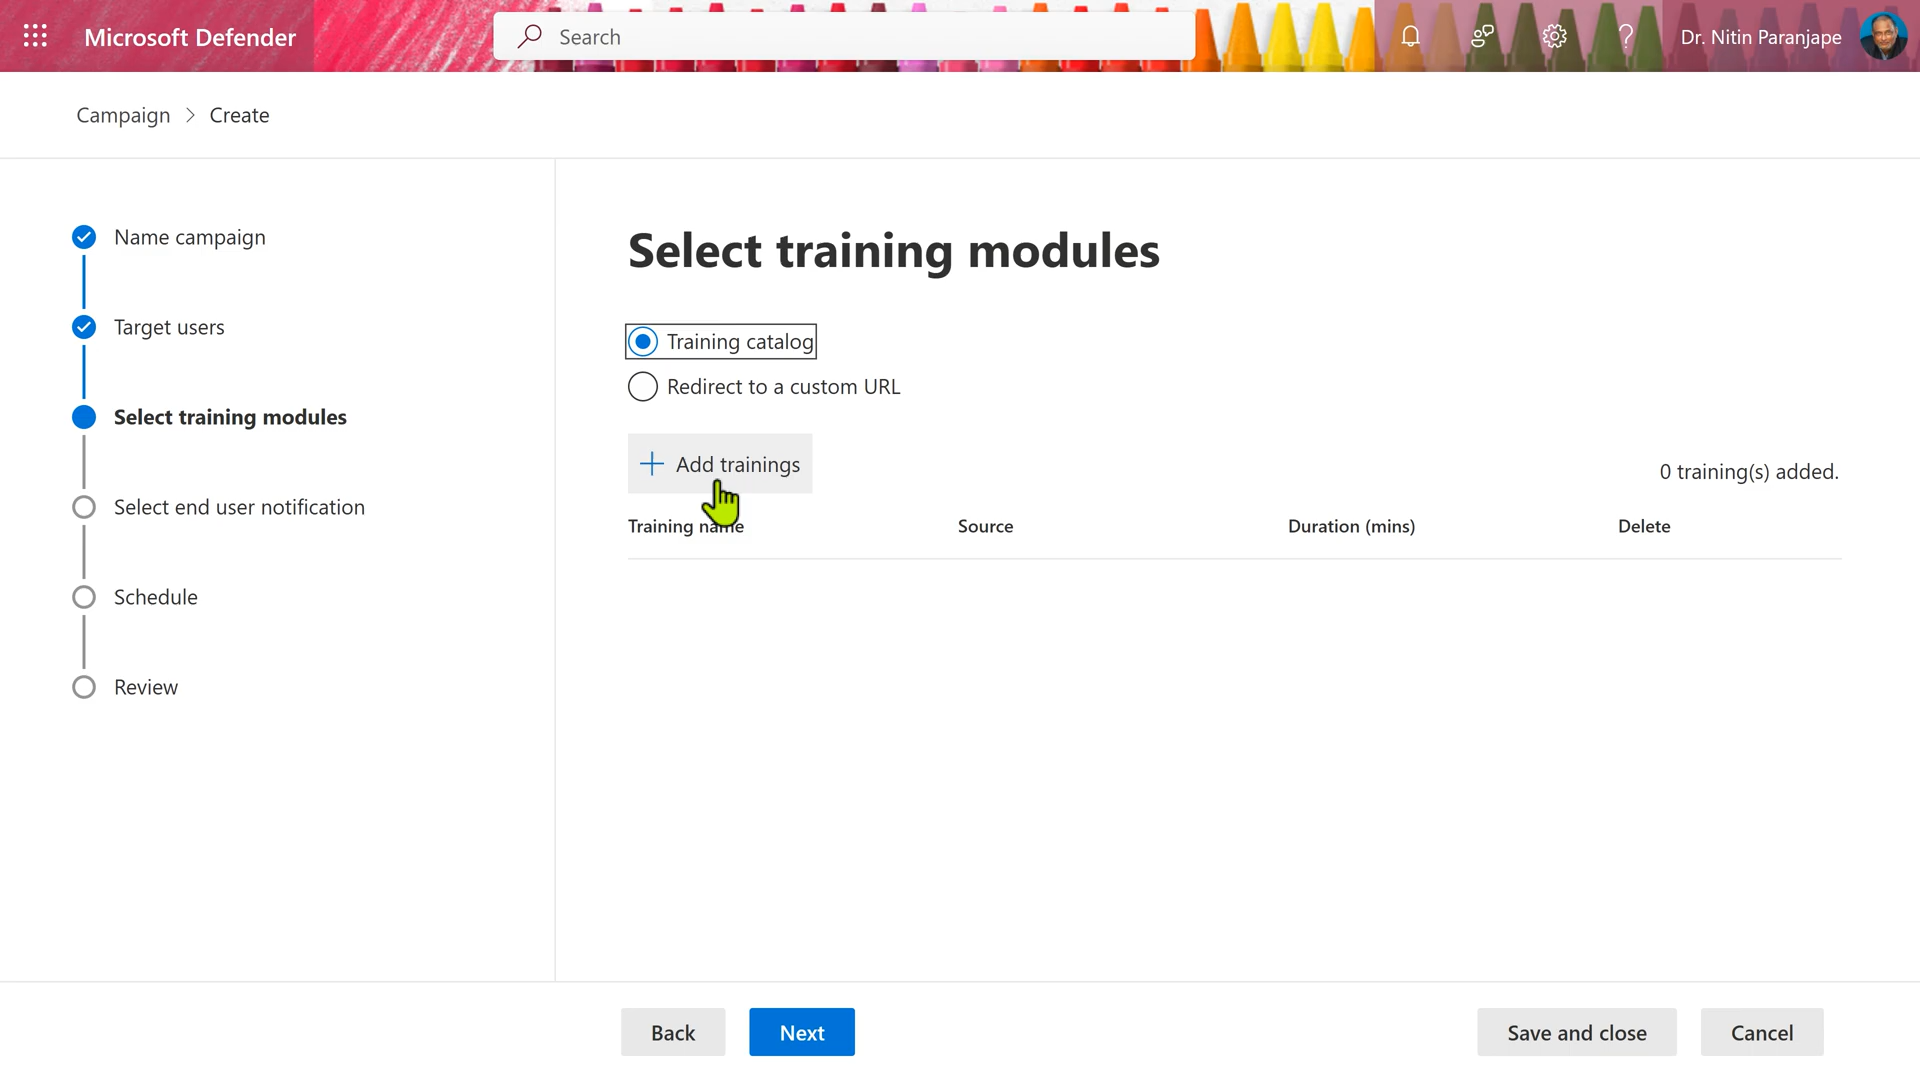 Microsoft Defender
Search
Dr. Nitin Paranjape
Campaign > Create
Name campaign
Target users
Select training modules
Select end user notification
Schedule
Review
Select training modules
Training catalog
Redirect to a custom URL
Add trainings
0 training(s) added.
Training name Source Duration (mins) Delete
Back Next Save and close Cancel